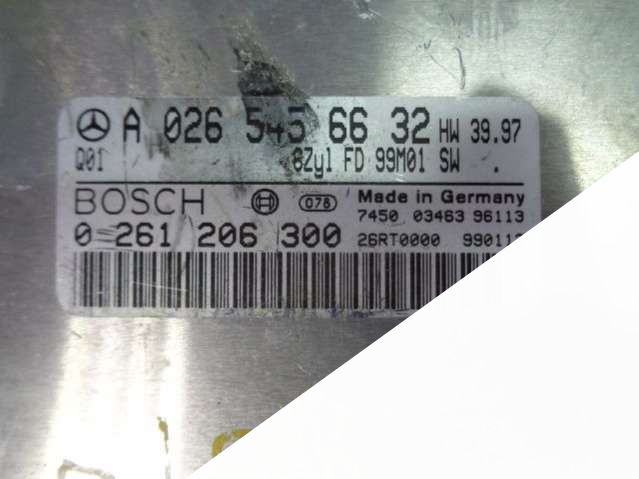 A 026 545 66 32 HW 39.97
Q01 8Zyl FD 99M01 SW .
BOSCH 078 Made in Germany
7450 03463 96113
0 261 206 300 26RT0000